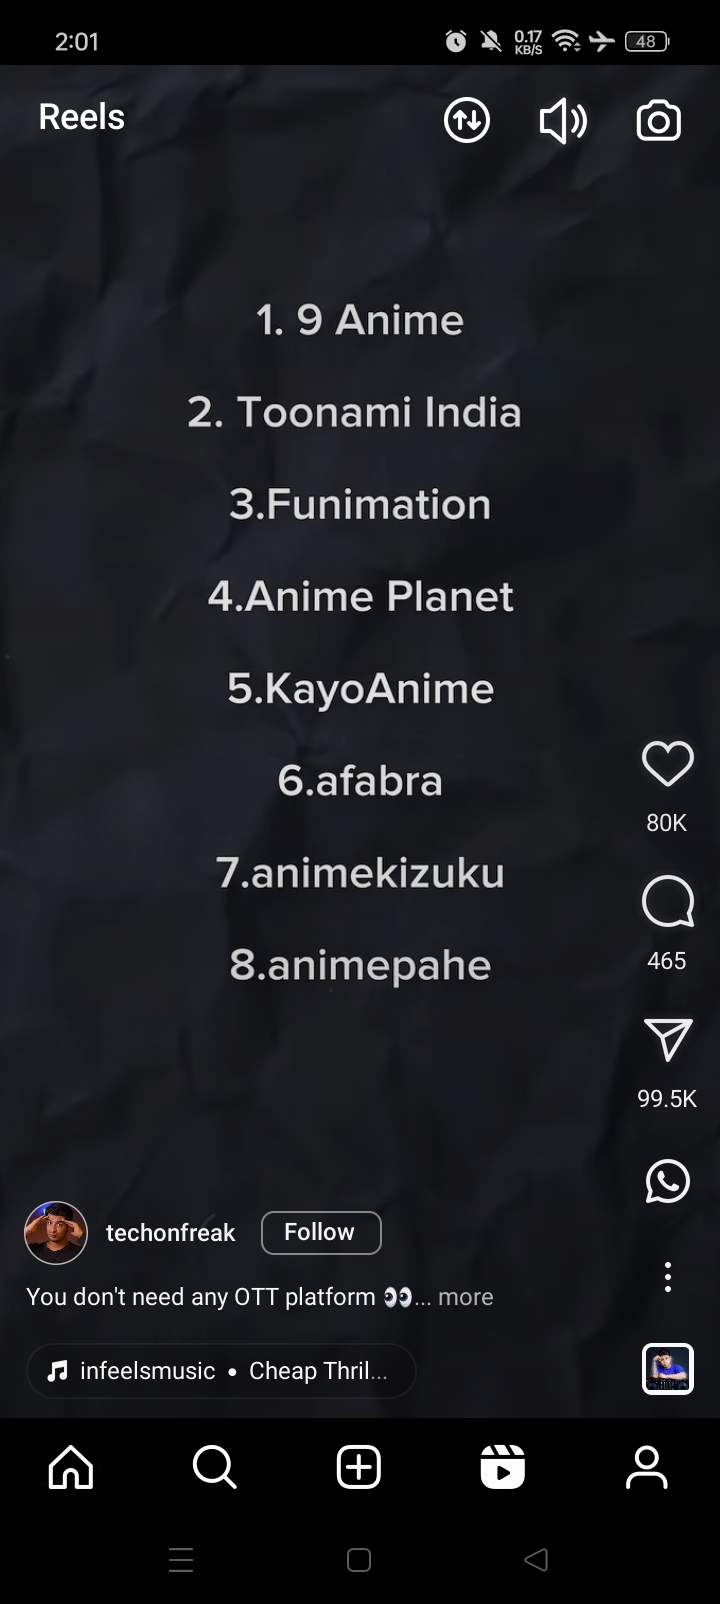 2:01
0.17
KB/S
48
Reels
1. 9 Anime
2. Toonami India
3.Funimation
4.Anime Planet
5.KayoAnime
6.afabra
7.animekizuku
8.animepahe
80K
465
99.5K
techonfreak
Follow
You don't need any OTT platform 👀... more
infeelsmusic • Cheap Thril...